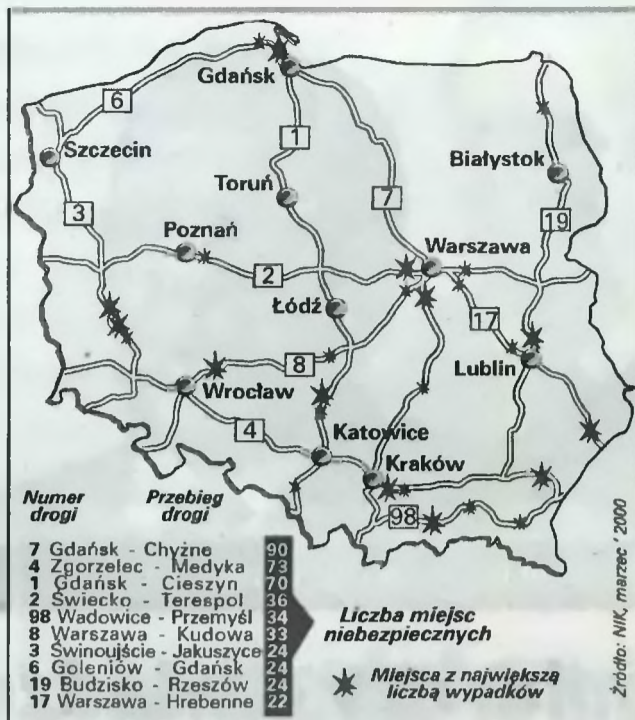 Gdańsk
6
1
Szczecin
Białystok
Toruń
7
3
19
Poznań
Warszawa
2
Łódź
17
8
Lublin
Wrocław
4
Katowice
Kraków
98
Numer drogi
Przebieg drogi
7 Gdańsk - Chyżne 90
4 Zgorzelec - Medyka 73
1 Gdańsk - Cieszyn 70
2 Świecko - Terespol 36
98 Wadowice - Przemyśl 34
8 Warszawa - Kudowa 33
3 Świnoujście - Jakuszyce 24
6 Goleniów - Gdańsk 24
19 Budzisko - Rzeszów 24
17 Warszawa - Hrebenne 22
Liczba miejsc
niebezpiecznych
Miejsca z największą
liczbą wypadków
Źródło: NIK, marzec ' 2000